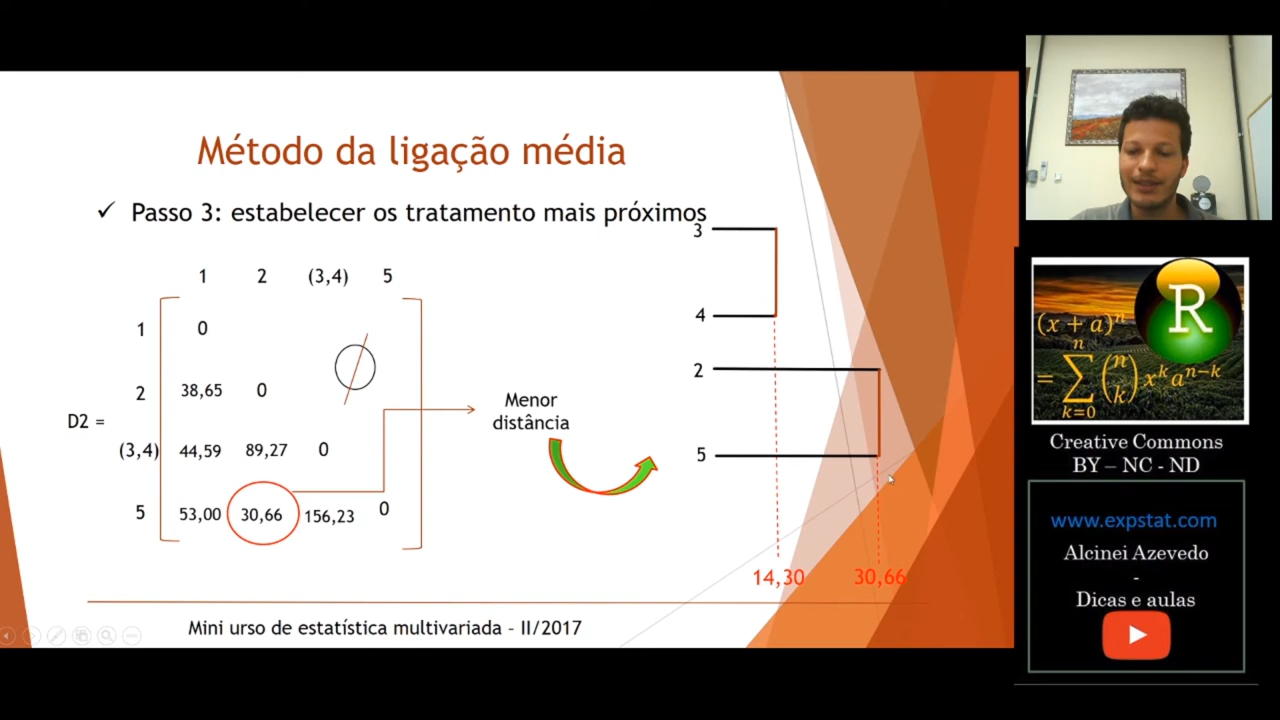 Método da ligação média
✓ Passo 3: estabelecer os tratamento mais próximos
1 2 (3,4) 5
1 0
2 38,65 0
D2 =
(3,4) 44,59 89,27 0
5 53,00 30,66 156,23 0
Menor
distância
3
4
2
5
14,30 30,66
Mini urso de estatística multivariada - II/2017
R
(x + a)^n
= ∑_{k=0}^{n} (n k) x^k a^{n-k}
Creative Commons
BY – NC - ND
www.expstat.com
Alcinei Azevedo
-
Dicas e aulas